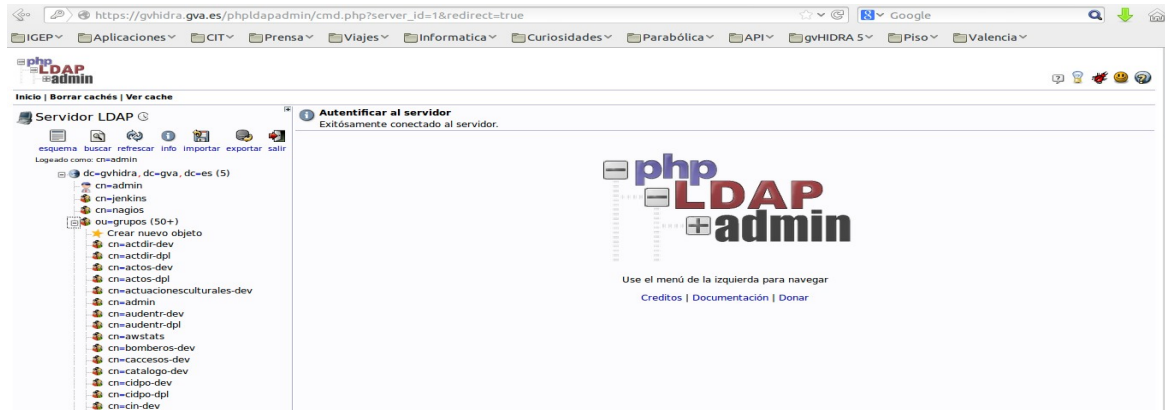 https://gvhidra.gva.es/phpldapadmin/cmd.php?server_id=1&redirect=true
Google
IGEP Aplicaciones CIT Prensa Viajes Informatica Curiosidades Parabólica API gvHIDRA 5 Piso Valencia
php
LDAP
admin
Inicio | Borrar cachés | Ver cache
Servidor LDAP
esquema buscar refrescar info importar exportar salir
Logeado como: cn=admin
dc=gvhidra, dc=gva, dc=es (5)
cn=admin
cn=jenkins
cn=nagios
ou=grupos (50+)
Crear nuevo objeto
cn=actdir-dev
cn=actdir-dpl
cn=actos-dev
cn=actos-dpl
cn=actuacionesculturales-dev
cn=admin
cn=audentr-dev
cn=audentr-dpl
cn=awstats
cn=bomberos-dev
cn=caccesos-dev
cn=catalogo-dev
cn=cidpo-dev
cn=cidpo-dpl
cn=cin-dev
Autentificar al servidor
Exitósamente conectado al servidor.
php
LDAP
admin
Use el menú de la izquierda para navegar
Creditos | Documentación | Donar